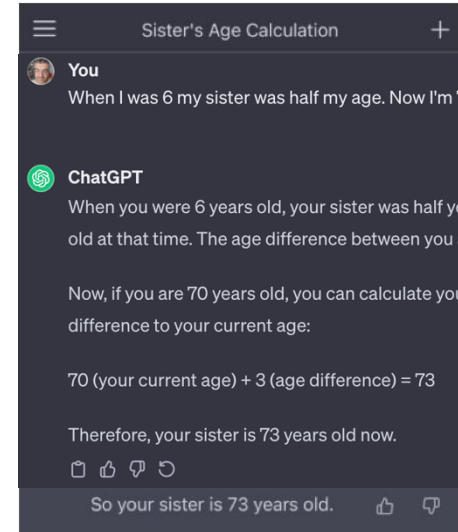 Sister's Age Calculation
You
When I was 6 my sister was half my age. Now I'm
ChatGPT
When you were 6 years old, your sister was half
old at that time. The age difference between you
Now, if you are 70 years old, you can calculate
difference to your current age:
70 (your current age) + 3 (age difference) = 73
Therefore, your sister is 73 years old now.
So your sister is 73 years old.